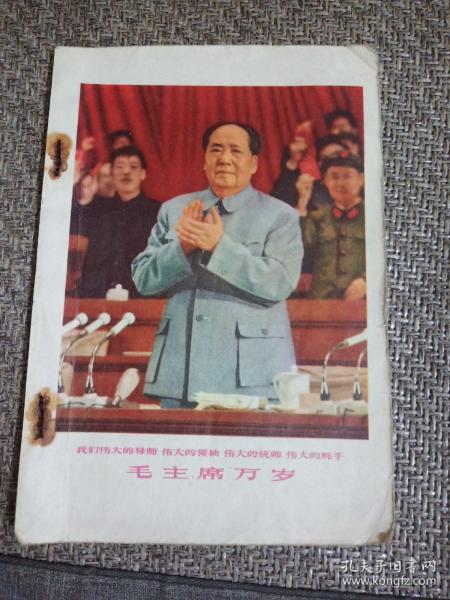 我们伟大的导师 伟大的领袖 伟大的统帅 伟大的舵手
毛主席万岁
孔夫子旧书网
www.kongfz.com